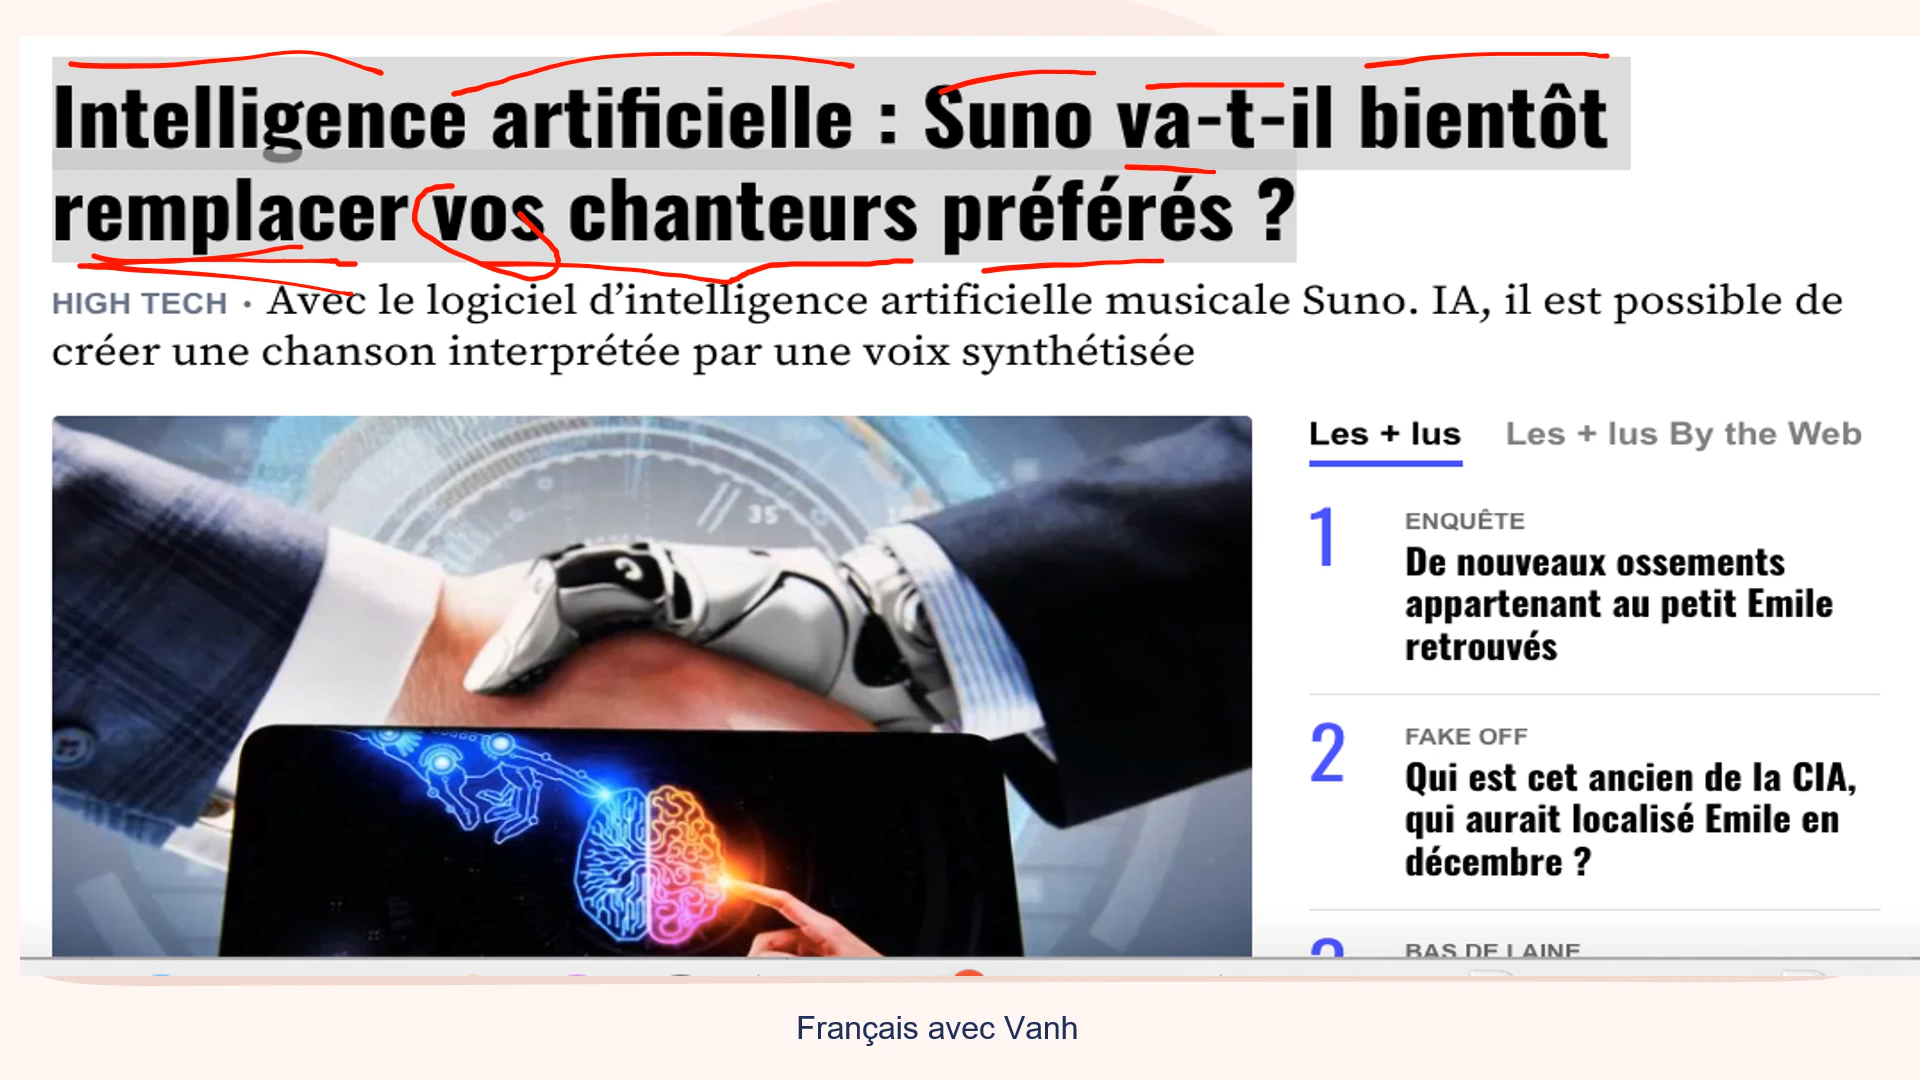 Intelligence artificielle : Suno va-t-il bientôt
remplacer vos chanteurs préférés ?
HIGH TECH • Avec le logiciel d’intelligence artificielle musicale Suno. IA, il est possible de
créer une chanson interprétée par une voix synthétisée
35
Les + lus
Les + lus By the Web
1
ENQUÊTE
De nouveaux ossements
appartenant au petit Emile
retrouvés
2
FAKE OFF
Qui est cet ancien de la CIA,
qui aurait localisé Emile en
décembre ?
BAS DE LAINE
Français avec Vanh